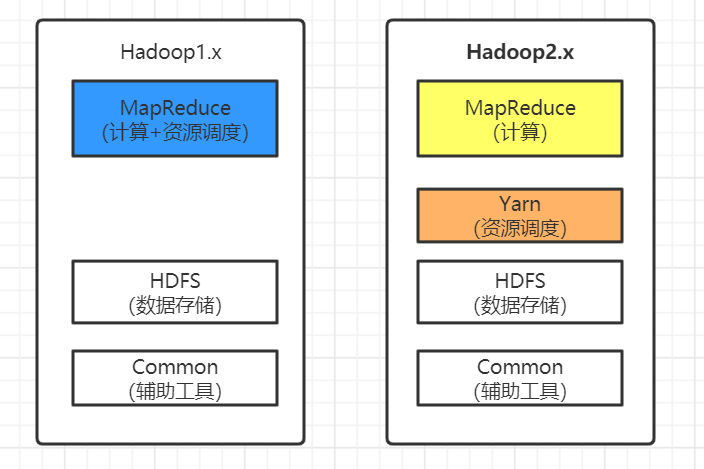 Hadoop1.x
MapReduce
(计算+资源调度)
HDFS
(数据存储)
Common
(辅助工具)
Hadoop2.x
MapReduce
(计算)
Yarn
(资源调度)
HDFS
(数据存储)
Common
(辅助工具)